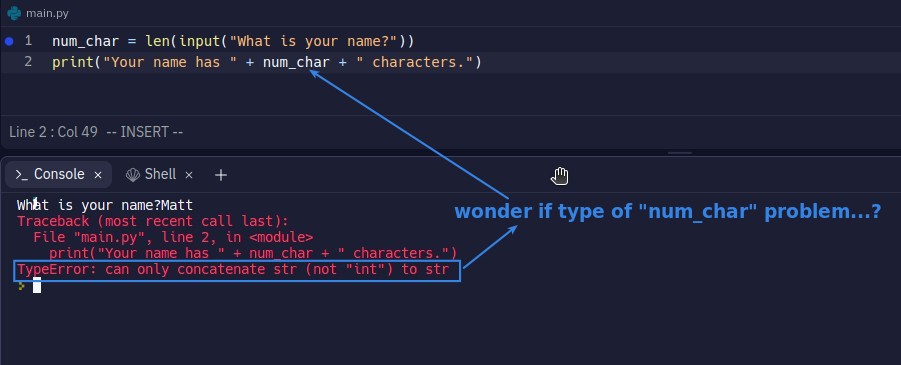 main.py
1 num_char = len(input("What is your name?"))
2 print("Your name has " + num_char + " characters.")
Line 2 : Col 49 -- INSERT --
>_ Console × Shell × +
What is your name?Matt
Traceback (most recent call last):
wonder if type of "num_char" problem...?
File "main.py", line 2, in <module>
print("Your name has " + num_char + " characters.")
TypeError: can only concatenate str (not "int") to str